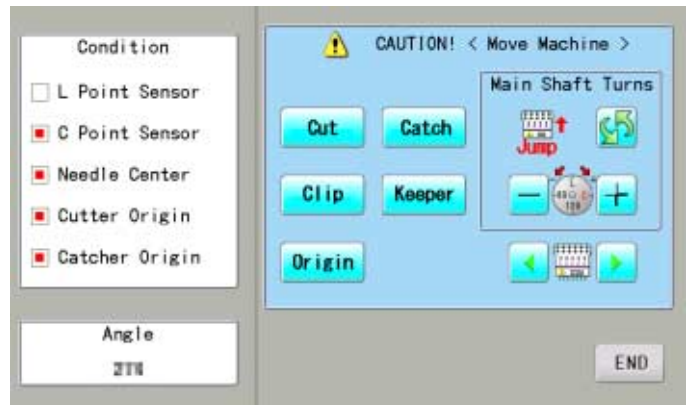 Condition
L Point Sensor
C Point Sensor
Needle Center
Cutter Origin
Catcher Origin
Angle
CAUTION! < Move Machine >
Main Shaft Turns
Cut
Catch
Jump
Clip
Keeper
L
Origin
END